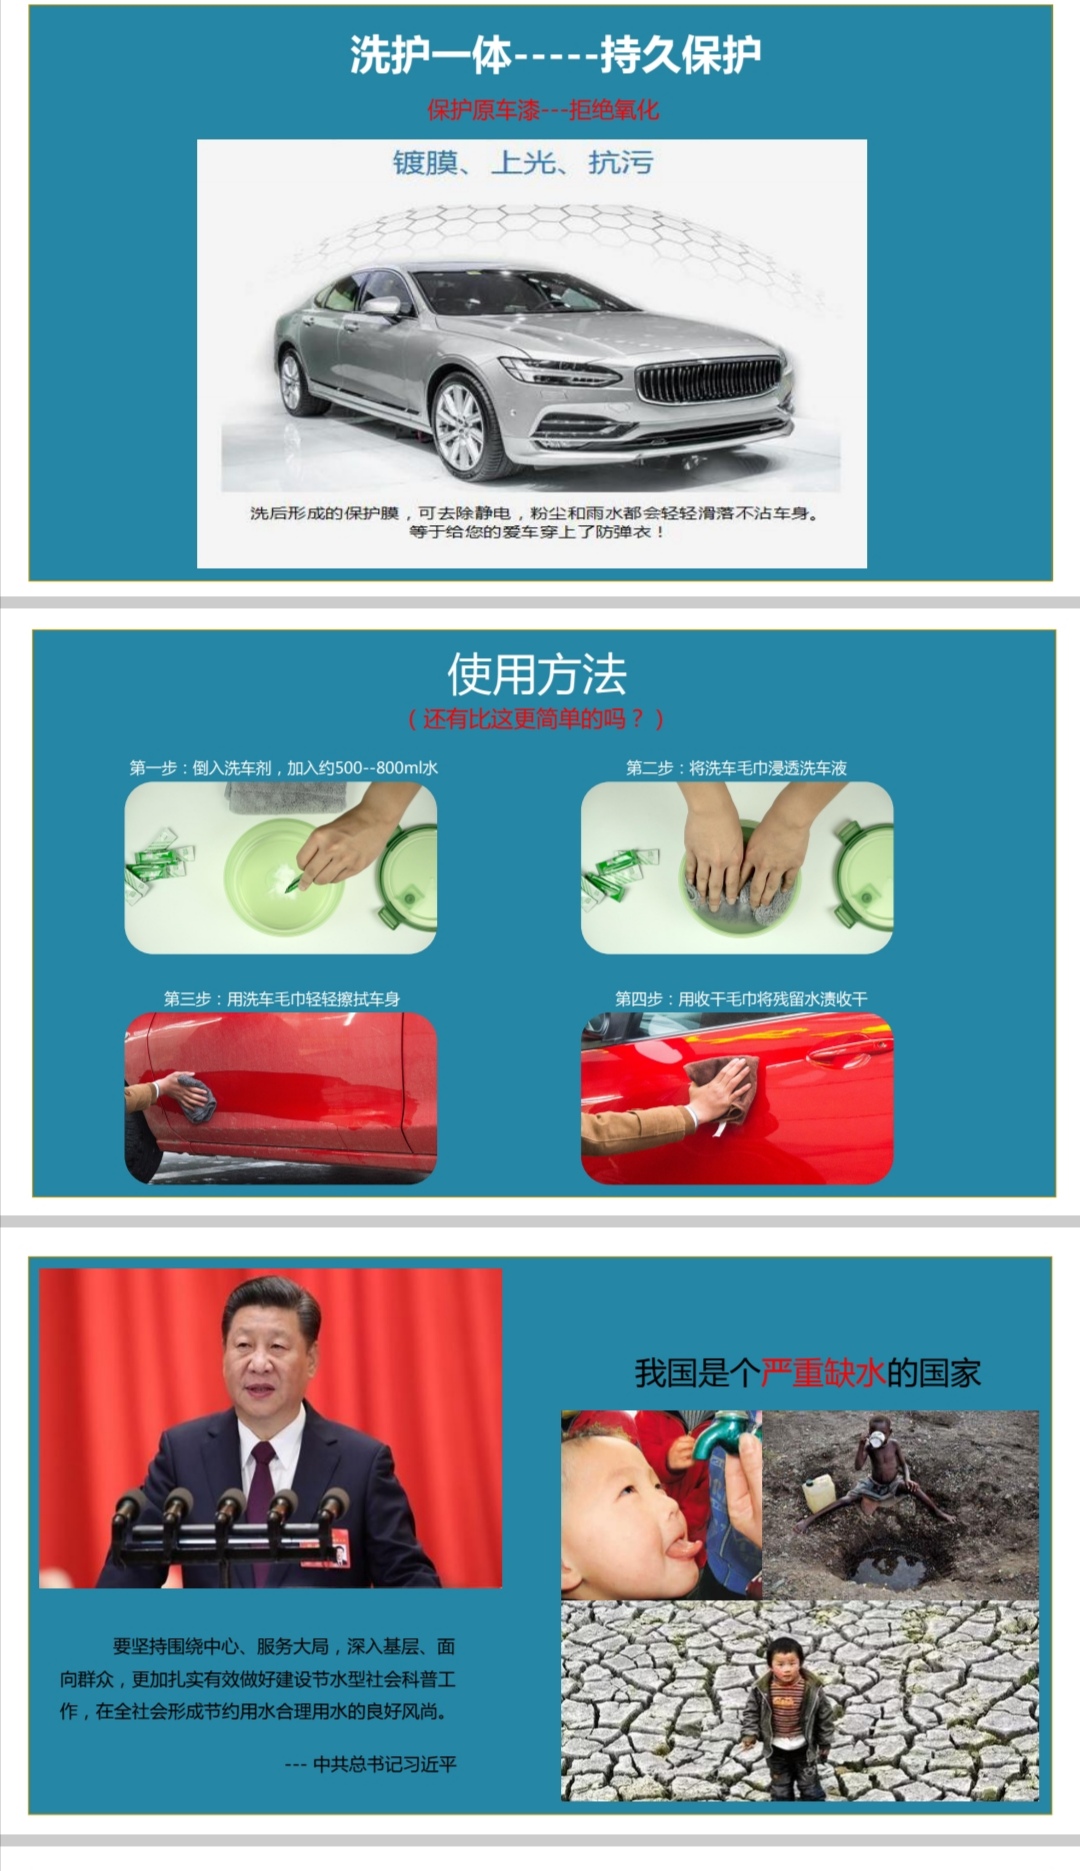 洗护一体-----持久保护
保护原车漆---拒绝氧化
镀膜、上光、抗污
洗后形成的保护膜，可去除静电，粉尘和雨水都会轻轻滑落不沾车身。
等于给您的爱车穿上了防弹衣！
使用方法
（还有比这更简单的吗？）
第一步：倒入洗车剂，加入约500--800ml水
第二步：将洗车毛巾浸透洗车液
第三步：用洗车毛巾轻轻擦拭车身
第四步：用收干毛巾将残留水渍收干
我国是个严重缺水的国家
要坚持围绕中心、服务大局，深入基层、面
向群众，更加扎实有效做好建设节水型社会科普工
作，在全社会形成节约用水合理用水的良好风尚。
--- 中共总书记习近平